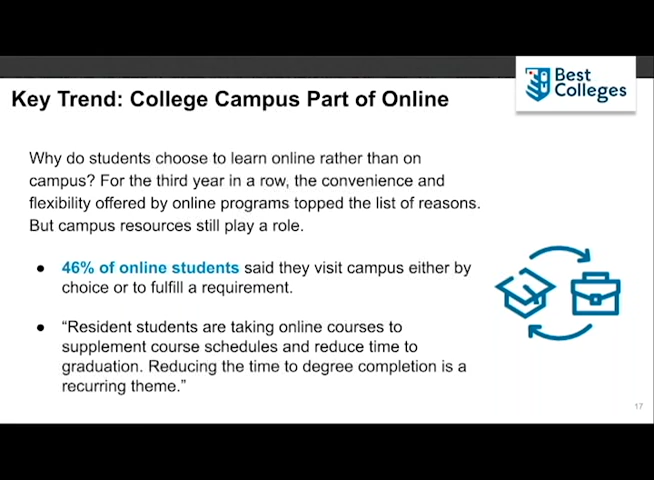 Best
Colleges
Key Trend: College Campus Part of Online
Why do students choose to learn online rather than on
campus? For the third year in a row, the convenience and
flexibility offered by online programs topped the list of reasons.
But campus resources still play a role.
● 46% of online students said they visit campus either by
choice or to fulfill a requirement.
● “Resident students are taking online courses to
supplement course schedules and reduce time to
graduation. Reducing the time to degree completion is a
recurring theme.”
17